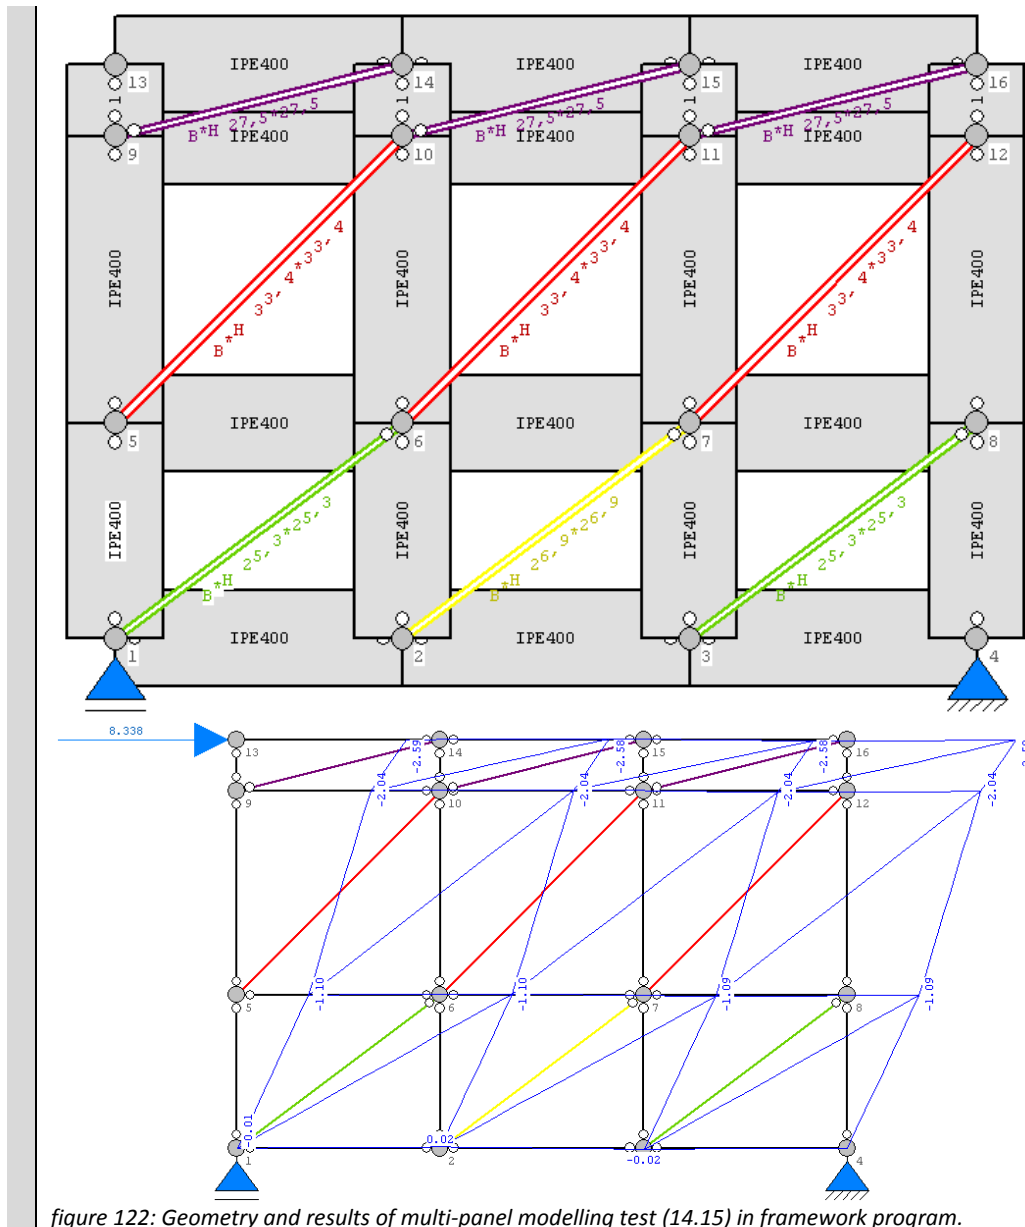 IPE400 IPE400 IPE400
13 14 15 16
1 1 1 1
B*H 27,5*27,5 B*H 27,5*27,5 B*H 27,5*27,5
IPE400 IPE400 IPE400
9 10 11 12
IPE400 IPE400 IPE400 IPE400
B*H 33,4*33,4 B*H 33,4*33,4 B*H 33,4*33,4
IPE400 IPE400 IPE400
5 6 7 8
IPE400 IPE400 IPE400 IPE400
B*H 25,3*25,3 B*H 26,9*26,9 B*H 25,3*25,3
IPE400 IPE400 IPE400
1 2 3 4
8.338
13 14 15 16
-2.59 -2.58 -2.58
9 10 11 12
-2.04 -2.04 -2.04 -2.04
5 6 7 8
-1.10 -1.10 -1.09 -1.09
-0.01 0.02 -0.02
1 2 4
figure 122: Geometry and results of multi-panel modelling test (14.15) in framework program.